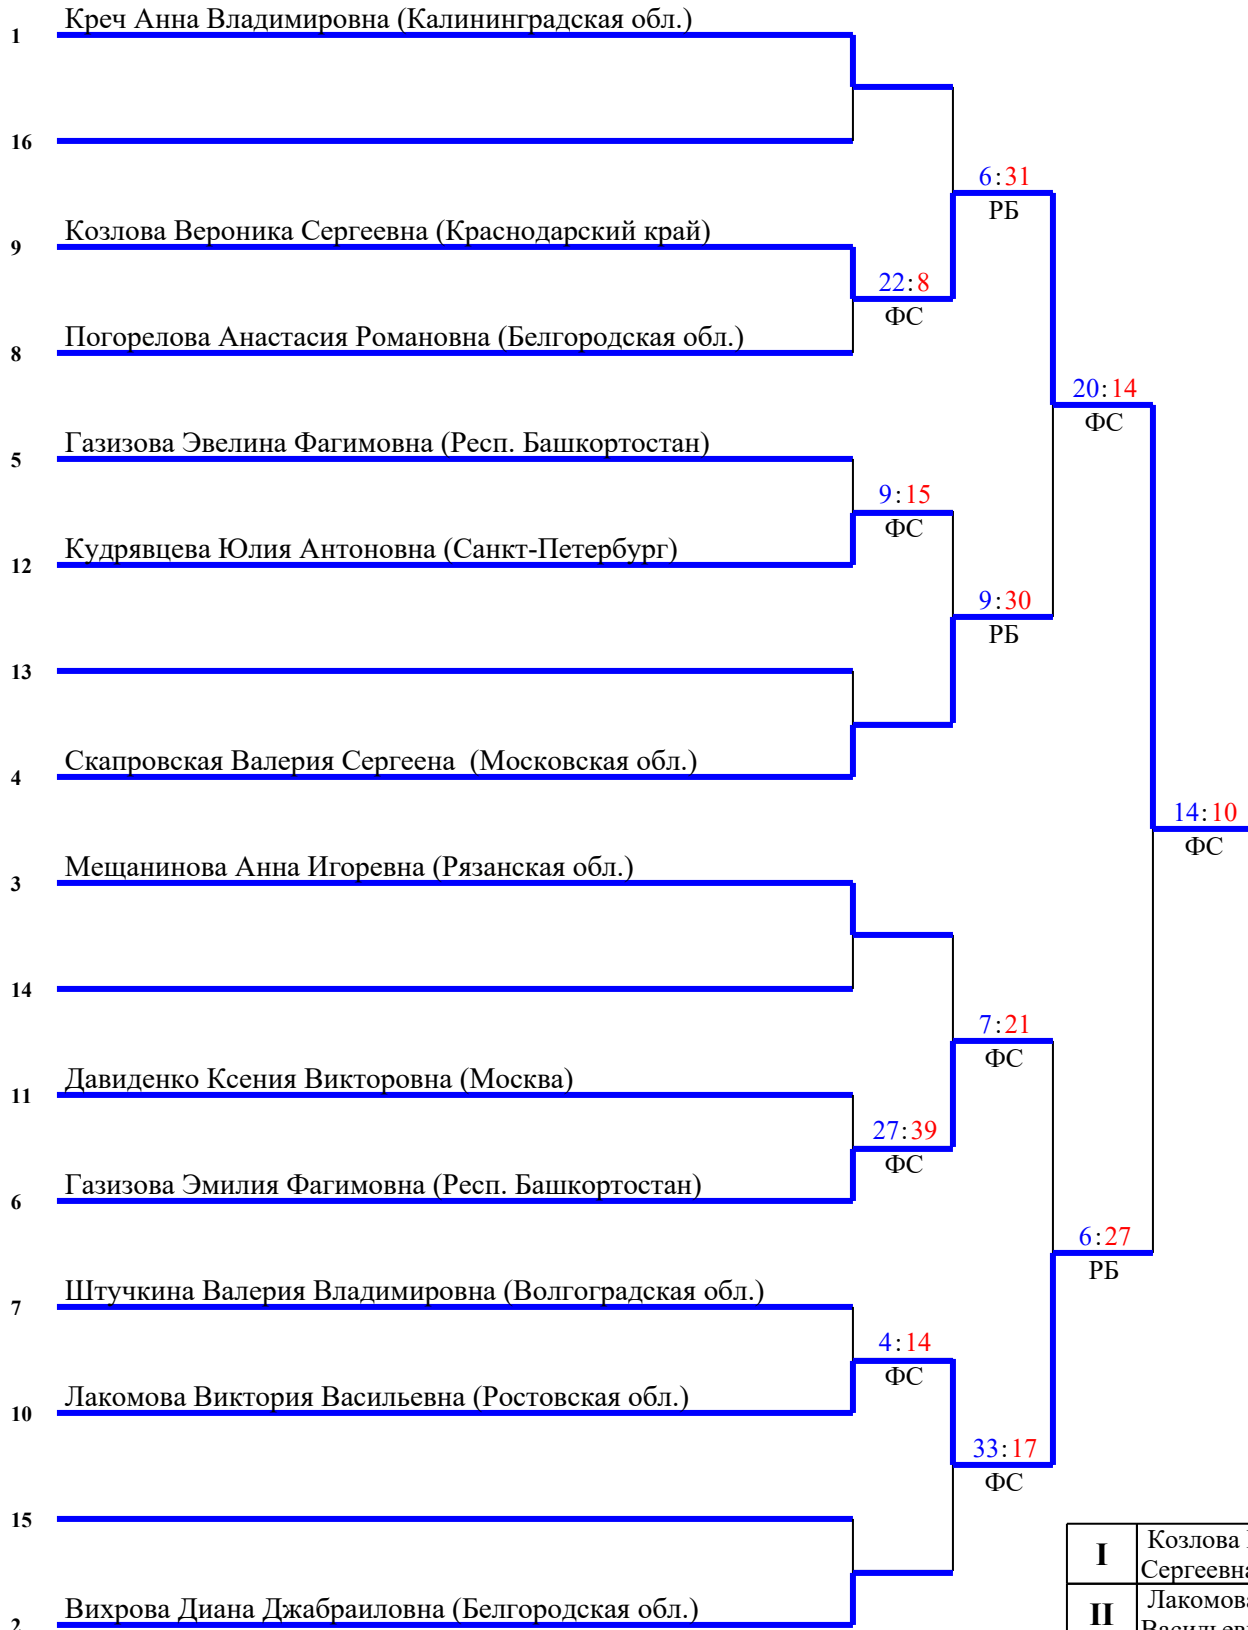 Креч Анна Владимировна (Калининградская обл.)
1
16
6:31
РБ
Козлова Вероника Сергеевна (Краснодарский край)
9
22:8
ФС
Погорелова Анастасия Романовна (Белгородская обл.)
8
20:14
ФС
Газизова Эвелина Фагимовна (Респ. Башкортостан)
5
9:15
ФС
Кудрявцева Юлия Антоновна (Санкт-Петербург)
12
9:30
РБ
13
Скапровская Валерия Сергеена (Московская обл.)
4
14:10
ФС
Мещанинова Анна Игоревна (Рязанская обл.)
3
14
7:21
ФС
Давиденко Ксения Викторовна (Москва)
11
27:39
ФС
Газизова Эмилия Фагимовна (Респ. Башкортостан)
6
6:27
РБ
Штучкина Валерия Владимировна (Волгоградская обл.)
7
4:14
ФС
Лакомова Виктория Васильевна (Ростовская обл.)
10
33:17
ФС
15
I Козлова
Сергеевна
Вихрова Диана Джабраиловна (Белгородская обл.)
2
II Лакомова